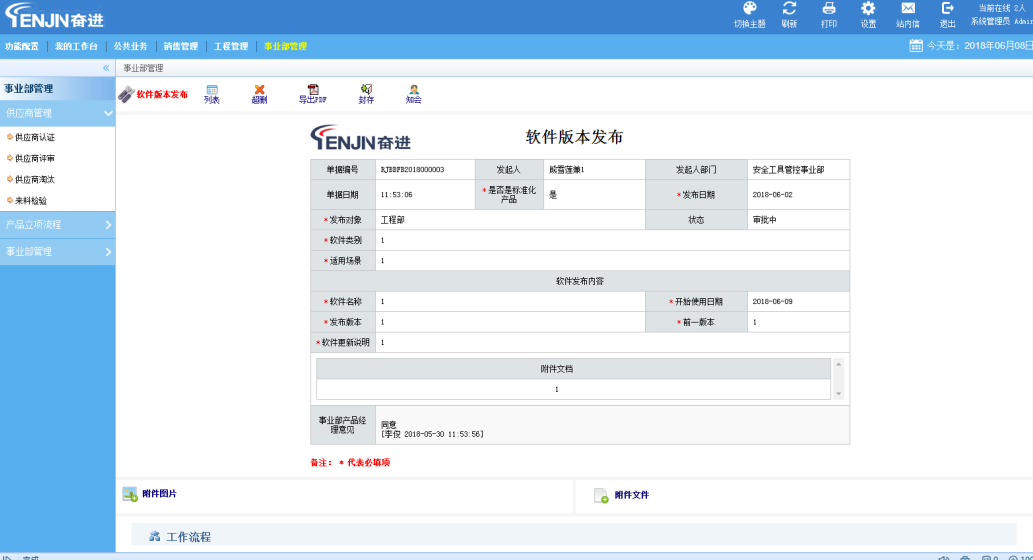 ENJIN奋进
切换主题 刷新 打印 设置 站内信 退出
当前在线 2人
系统管理员 Admin
功能配置 我的工作台 公共业务 销售管理 工程管理 事业部管理
今天是：2018年06月08日
« 事业部管理
事业部管理
供应商管理
供应商认证
供应商评审
供应商淘汰
来料检验
产品立项流程
事业部管理
软件版本发布 列表 超删 导出PDF 封存 知会
ENJIN奋进 软件版本发布
单据编号 RJBBFB2018000003 发起人 戚雪莲兼1 发起人部门 安全工具管控事业部
单据日期 11:53:06 *是否是标准化产品 是 *发布日期 2018-06-02
*发布对象 工程部 状态 审批中
*软件类别 1
*适用场景 1
软件发布内容
*软件名称 1 *开始使用日期 2018-06-09
*发布版本 1 *前一版本 1
*软件更新说明 1
附件文档
1
事业部产品经理意见
同意
[李俊 2018-05-30 11:53:56]
备注： * 代表必填项
附件图片 附件文件
工作流程
完成